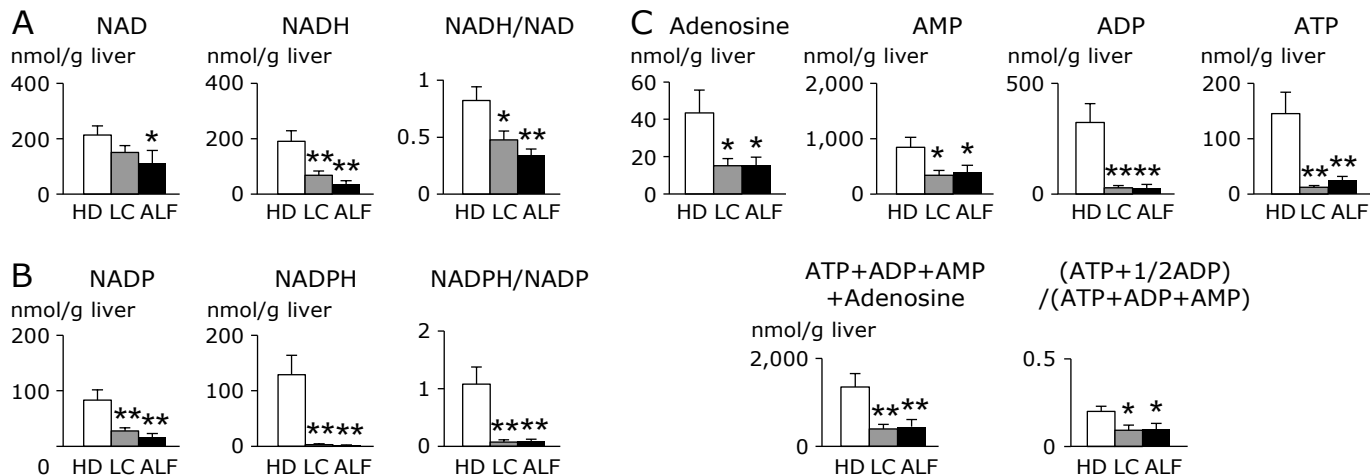 A
NAD
NADH
NADH/NAD
nmol/g liver
nmol/g liver
400
200
0
*
HD LC ALF
400
200
0
** **
HD LC ALF
1
0.5
0
* **
HD LC ALF
B
NADP
NADPH
NADPH/NADP
nmol/g liver
nmol/g liver
200
100
0
** **
HD LC ALF
200
100
0
** **
HD LC ALF
2
1
0
** **
HD LC ALF
C
Adenosine
AMP
ADP
ATP
nmol/g liver
nmol/g liver
nmol/g liver
nmol/g liver
60
40
20
0
* *
HD LC ALF
2,000
1,000
0
* *
HD LC ALF
500
0
** **
HD LC ALF
200
100
0
** **
HD LC ALF
ATP+ADP+AMP
+Adenosine
nmol/g liver
2,000
0
** **
HD LC ALF
(ATP+1/2ADP)
/(ATP+ADP+AMP)
0.5
0
* *
HD LC ALF